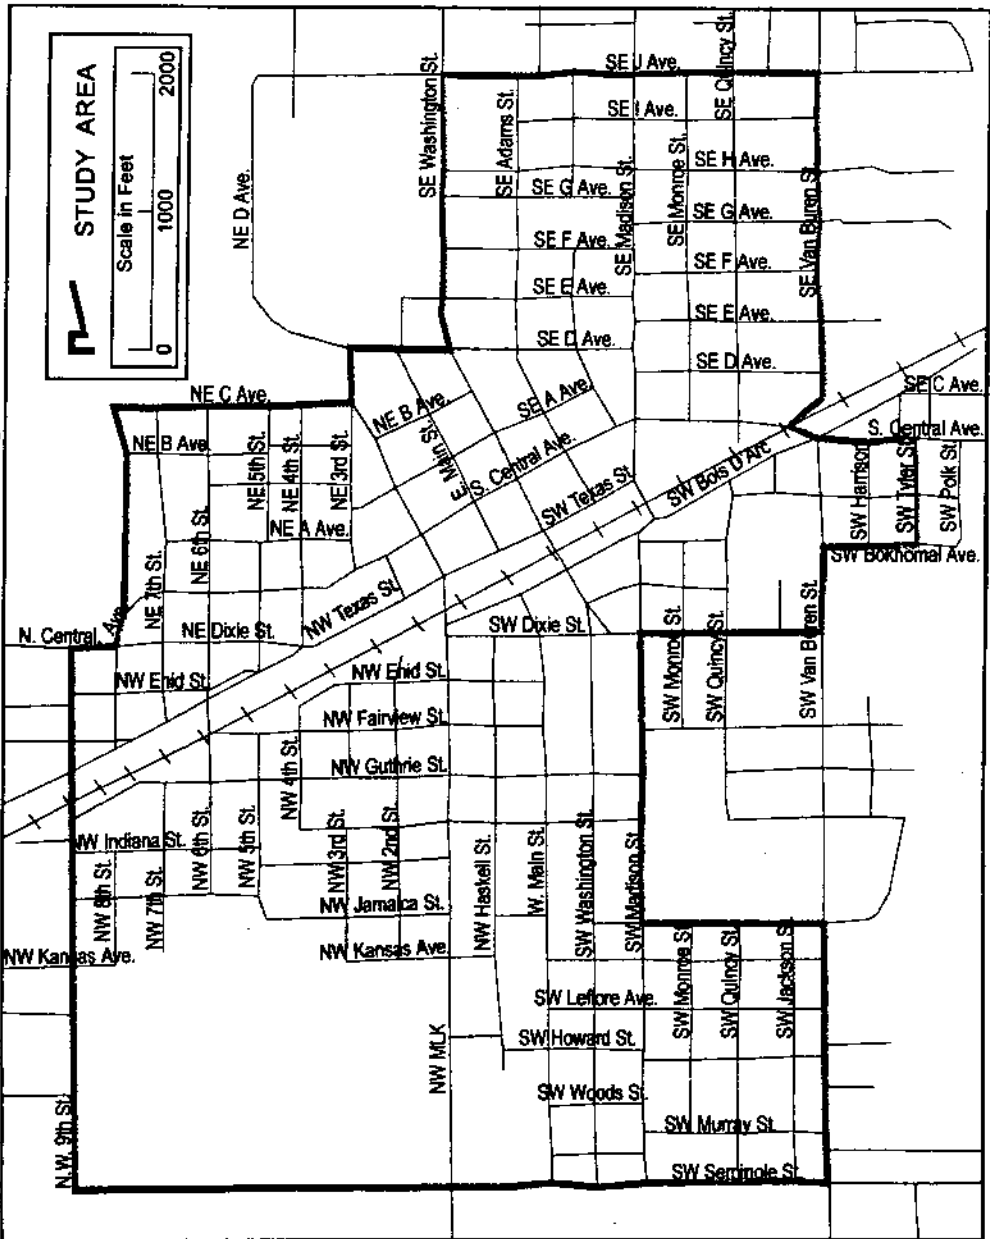 STUDY AREA
Scale in Feet
0 1000 2000
SE J Ave.
SE Quincy St.
SE Washington St.
SE Adams St.
SE I Ave.
SE Monroe St.
SE H Ave.
SE Madison St.
SE G Ave.
SE G Ave.
SE Van Buren St.
NE D Ave.
SE F Ave.
SE F Ave.
SE E Ave.
SE E Ave.
SE D Ave.
SE D Ave.
NE C Ave.
SE C Ave.
NE B Ave.
NE B Ave.
SE A Ave.
E. Main St.
S. Central Ave.
S. Central Ave.
NE 5th St.
NE 4th St.
NE 3rd St.
NE 6th St.
NE 7th St.
NE A Ave.
SW Texas St.
SW Bois D'Arc
SW Harrison
SW Tyler St.
SW Polk St.
SW Bokhomal Ave.
N. Central Ave.
NE Dixie St.
NW Texas St.
SW Dixie St.
SW Monroe St.
SW Quincy St.
SW Van Buren St.
NW Enid St.
NW Enid St.
NW Fairview St.
NW Guthrie St.
NW 4th St.
NW Indiana St.
NW 8th St.
NW 7th St.
NW 6th St.
NW 5th St.
NW 3rd St.
NW 2nd St.
NW Haskell St.
W. Main St.
SW Washington St.
SW Madison St.
NW Jamaica St.
NW Kansas Ave.
NW Kansas Ave.
SW Leflore Ave.
SW Monroe St.
SW Quincy St.
SW Jackson St.
NW MLK
SW Howard St.
SW Woods St.
SW Murray St.
N.W. 9th St.
SW Seminole St.